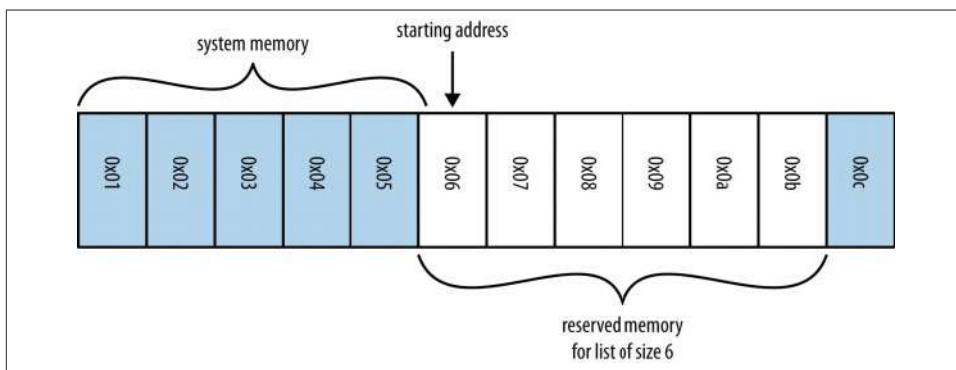 starting address
system memory
0x01
0x02
0x03
0x04
0x05
0x06
0x07
0x08
0x09
0x0a
0x0b
0x0c
reserved memory
for list of size 6